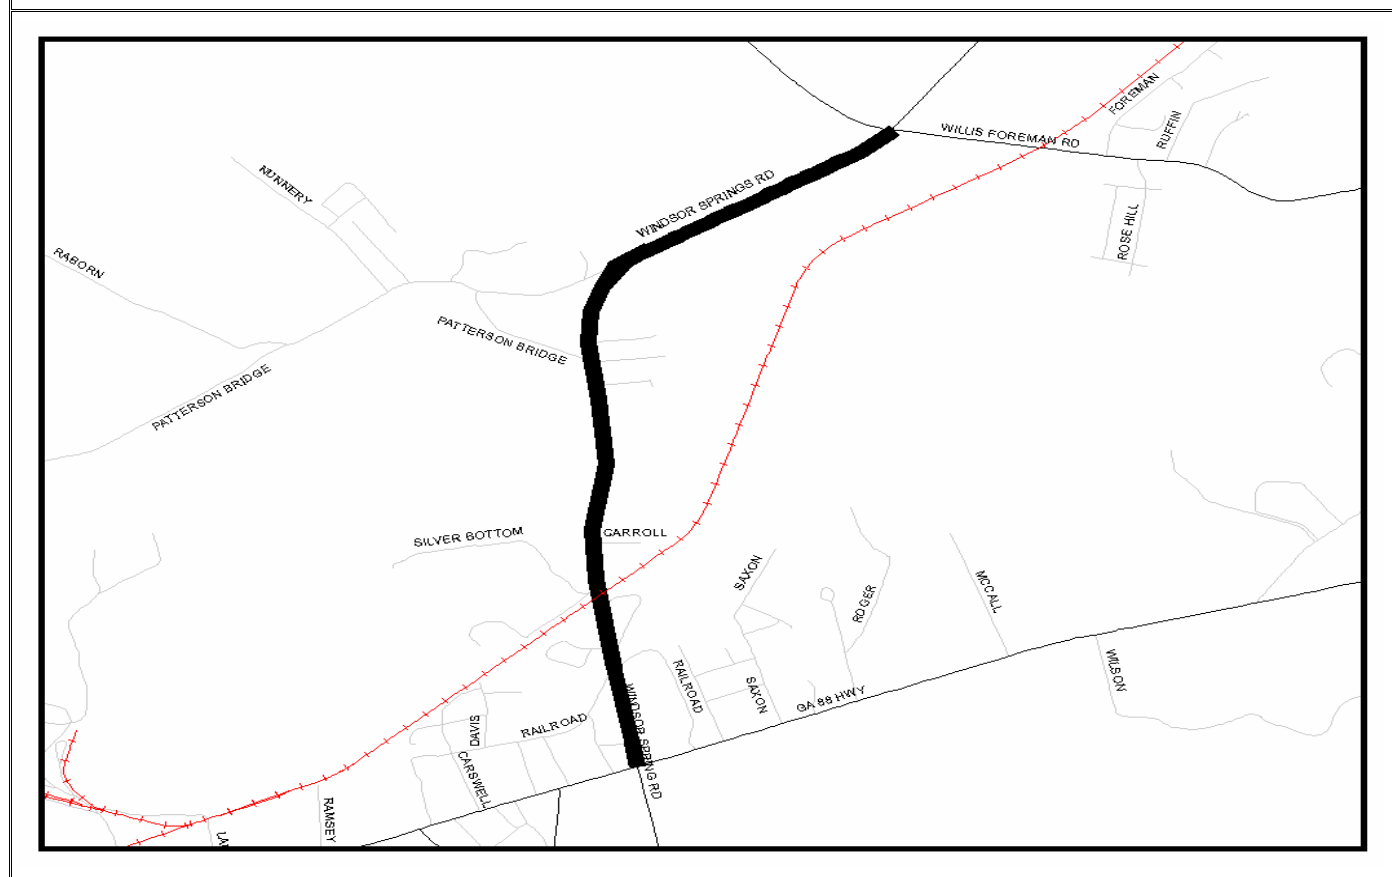 FOREMAN
WILLIS FOREMAN RD
RUFFIN
NUNNERY
WINDSOR SPRINGS RD
ROSE HILL
RABORN
PATTERSON BRIDGE
PATTERSON BRIDGE
SILVER BOTTOM
CARROLL
SAXON
ROGER
MCCALL
WILSON
RAILROAD
SAXON
GA 88 HWY
WINDSOR SPRING RD
DAVIS
RAILROAD
CARSWELL
RAMSEY